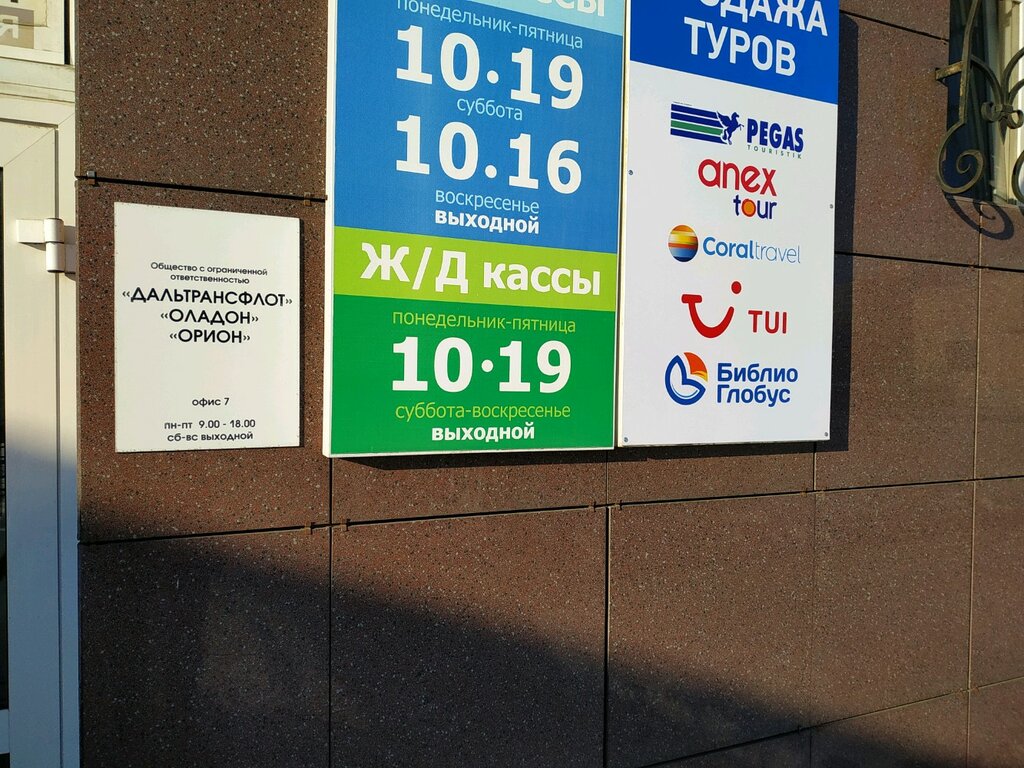 Общество с ограниченной
ответственностью
«ДАЛЬТРАНСФЛОТ»
«ОЛАДОН»
«ОРИОН»
офис 7
пн-пт 9.00 - 18.00
сб-вс выходной
понедельник-пятница
10·19
суббота
10.16
воскресенье
выходной
Ж/Д кассы
понедельник-пятница
10·19
суббота-воскресенье
выходной
ТУРОВ
PEGAS
TOURISTIK
anex
tour
Coral travel
TUI
Библио
Глобус